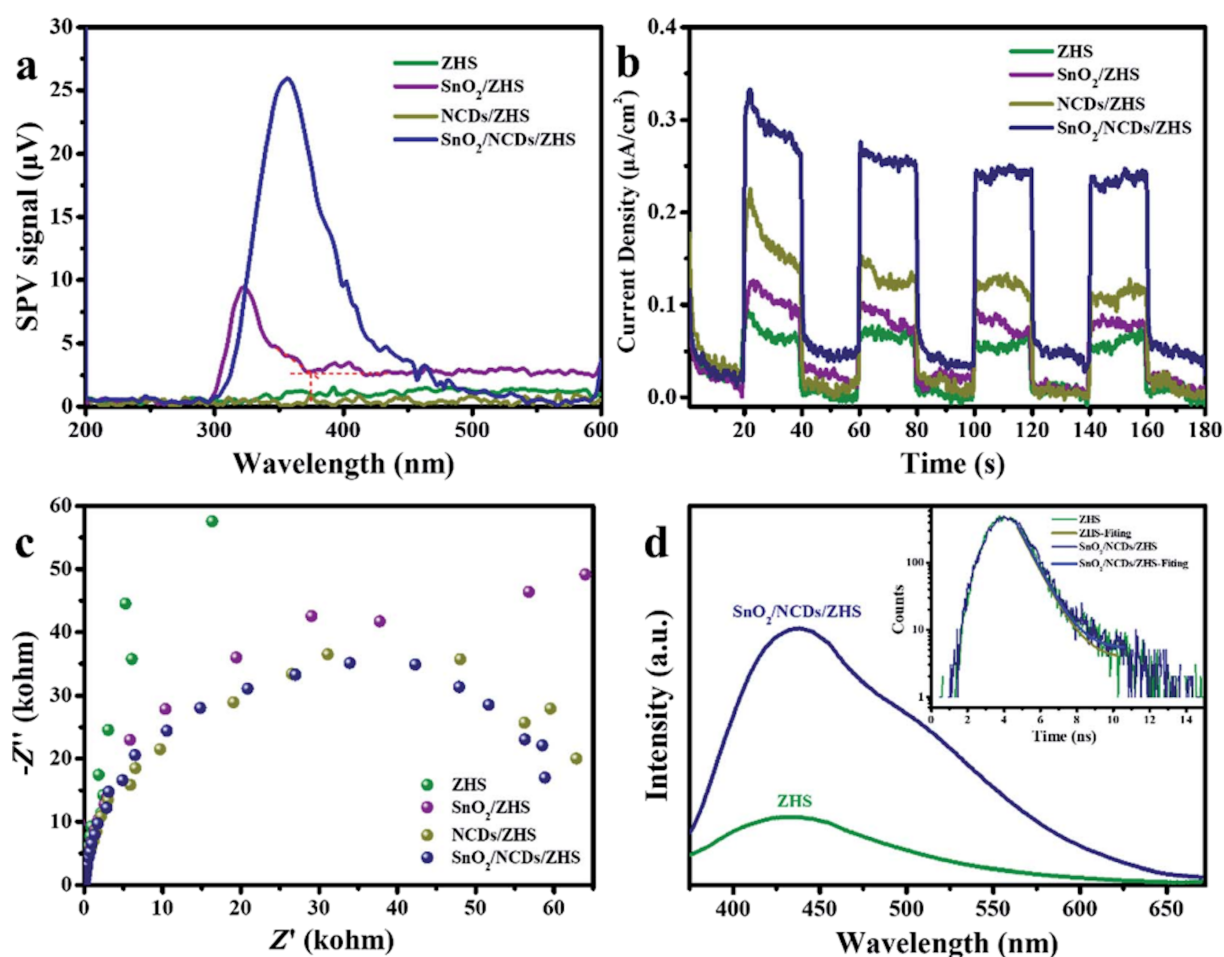 a
30
25
20
15
10
5
0
SPV signal (μV)
ZHS
SnO₂/ZHS
NCDs/ZHS
SnO₂/NCDs/ZHS
200 300 400 500 600
Wavelength (nm)
b
0.4
0.3
0.2
0.1
0.0
Current Density (μA/cm²)
ZHS
SnO₂/ZHS
NCDs/ZHS
SnO₂/NCDs/ZHS
20 40 60 80 100 120 140 160 180
Time (s)
c
60
50
40
30
20
10
0
-Z'' (kohm)
ZHS
SnO₂/ZHS
NCDs/ZHS
SnO₂/NCDs/ZHS
0 10 20 30 40 50 60
Z' (kohm)
d
Intensity (a.u.)
SnO₂/NCDs/ZHS
ZHS
400 450 500 550 600 650
Wavelength (nm)
ZHS
ZHS-Fiting
SnO₂/NCDs/ZHS
SnO₂/NCDs/ZHS-Fiting
100
10
1
Counts
0 2 4 6 8 10 12 14
Time (ns)